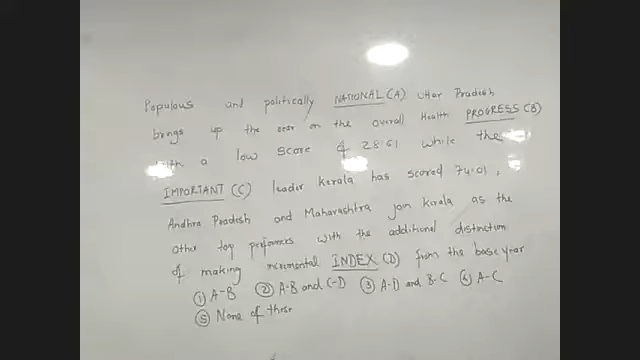 Populous and politically NATIONAL (A) Uttar Pradesh
brings up the rear on the overall Health PROGRESS (B)
with a low score of 28.61 while the
IMPORTANT (C) leader Kerala has scored 74.01,
Andhra Pradesh and Maharashtra join Kerala as the
other top performers with the additional distinction
of making incremental INDEX (D) from the base year
① A-B ② A-B and C-D ③ A-D and B-C ④ A-C
⑤ None of these